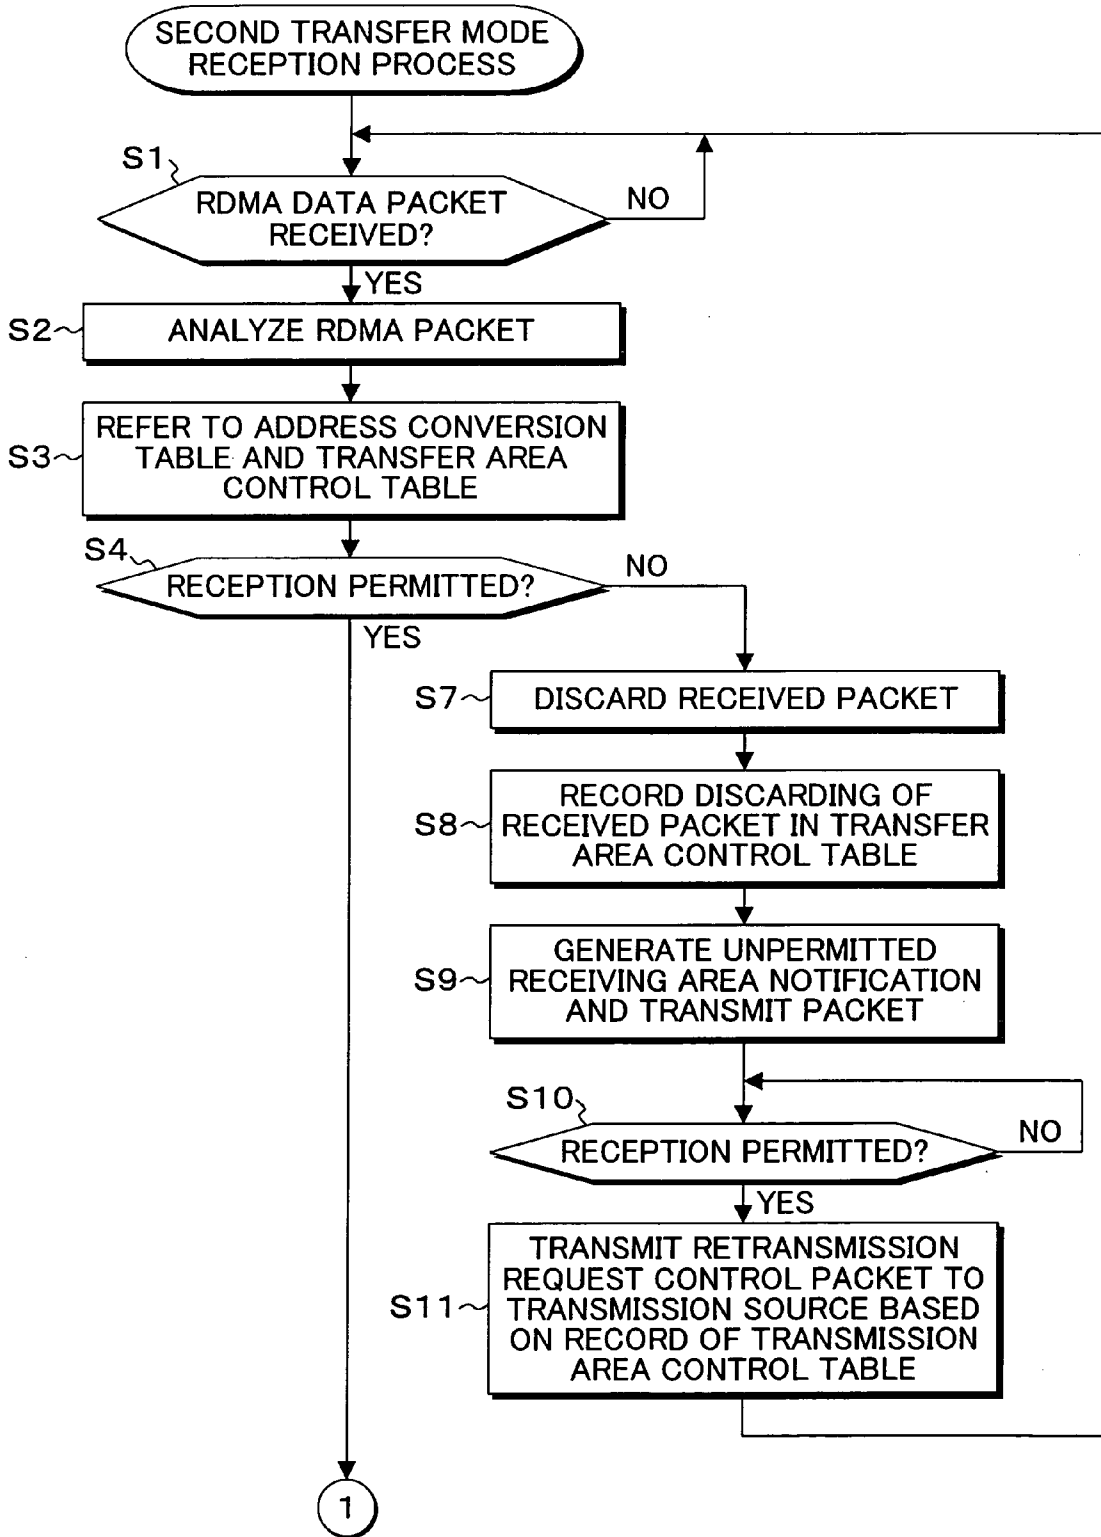 SECOND TRANSFER MODE
RECEPTION PROCESS
S1
RDMA DATA PACKET
RECEIVED?
NO
YES
S2
ANALYZE RDMA PACKET
S3
REFER TO ADDRESS CONVERSION
TABLE AND TRANSFER AREA
CONTROL TABLE
S4
RECEPTION PERMITTED?
NO
YES
S7
DISCARD RECEIVED PACKET
S8
RECORD DISCARDING OF
RECEIVED PACKET IN TRANSFER
AREA CONTROL TABLE
S9
GENERATE UNPERMITTED
RECEIVING AREA NOTIFICATION
AND TRANSMIT PACKET
S10
RECEPTION PERMITTED?
NO
YES
S11
TRANSMIT RETRANSMISSION
REQUEST CONTROL PACKET TO
TRANSMISSION SOURCE BASED
ON RECORD OF TRANSMISSION
AREA CONTROL TABLE
1